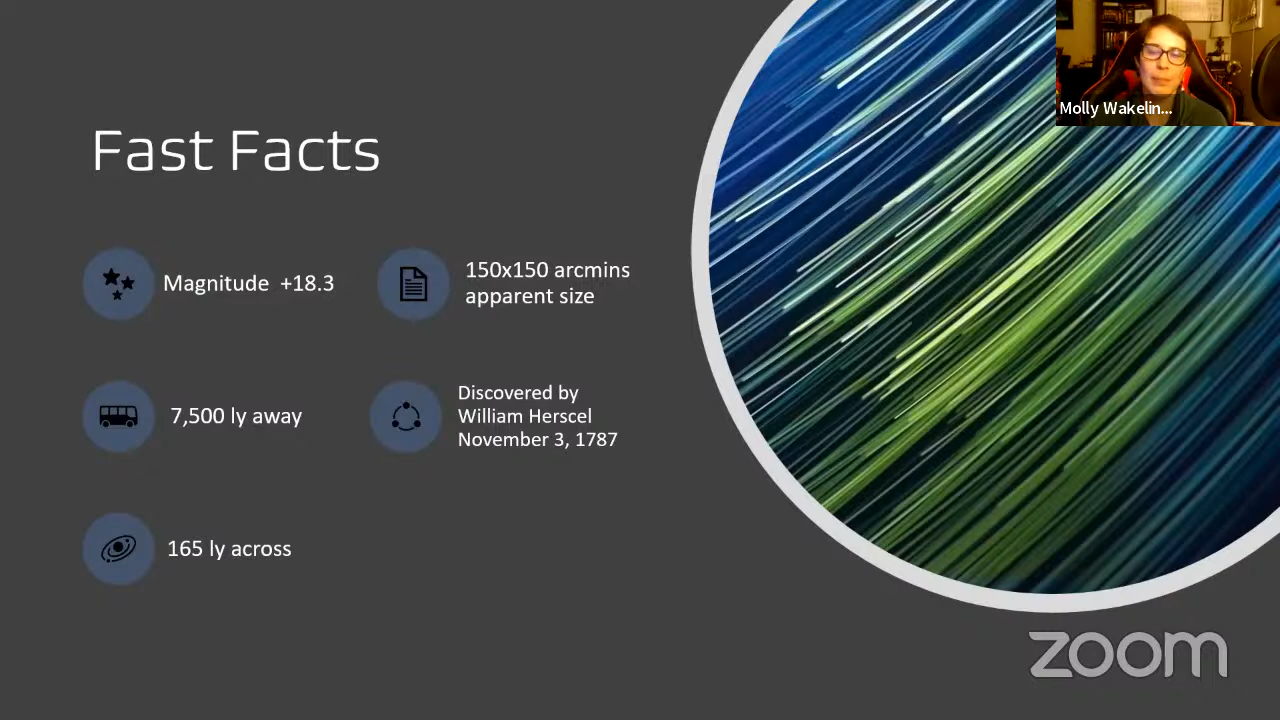 Fast Facts
Magnitude +18.3
150x150 arcmins
apparent size
7,500 ly away
Discovered by
William Herscel
November 3, 1787
165 ly across
Molly Wakelin...
zoom